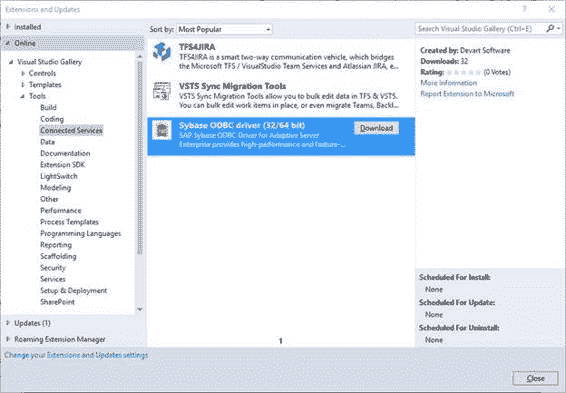 Extensions and Updates
?
Installed
Online
Visual Studio Gallery
Controls
Templates
Tools
Build
Coding
Connected Services
Data
Documentation
Extension SDK
LightSwitch
Modeling
Other
Performance
Process Templates
Programming Languages
Reporting
Scaffolding
Security
Services
Setup & Deployment
SharePoint
Updates (1)
Roaming Extension Manager
Change your Extensions and Updates settings
Sort by: Most Popular
TFS4JIRA
TFS4JIRA is a smart two-way communication vehicle, which bridges
the Microsoft TFS / VisualStudio Team Services and Atlassian JIRA, e...
VSTS Sync Migration Tools
VSTS Sync Migration Tools allow you to bulk edit data in TFS & VSTS.
You can bulk edit work items in place, or even migrate Teams, Backl...
Sybase ODBC driver (32/64 bit)
SAP Sybase ODBC Driver for Adaptive Server
Enterprise provides high-performance and feature-...
Download
1
Search Visual Studio Gallery (Ctrl+E)
Created by: Devart Software
Downloads: 32
Rating: (0 Votes)
More Information
Report Extension to Microsoft
Scheduled For Install:
None
Scheduled For Update:
None
Scheduled For Uninstall:
None
Close